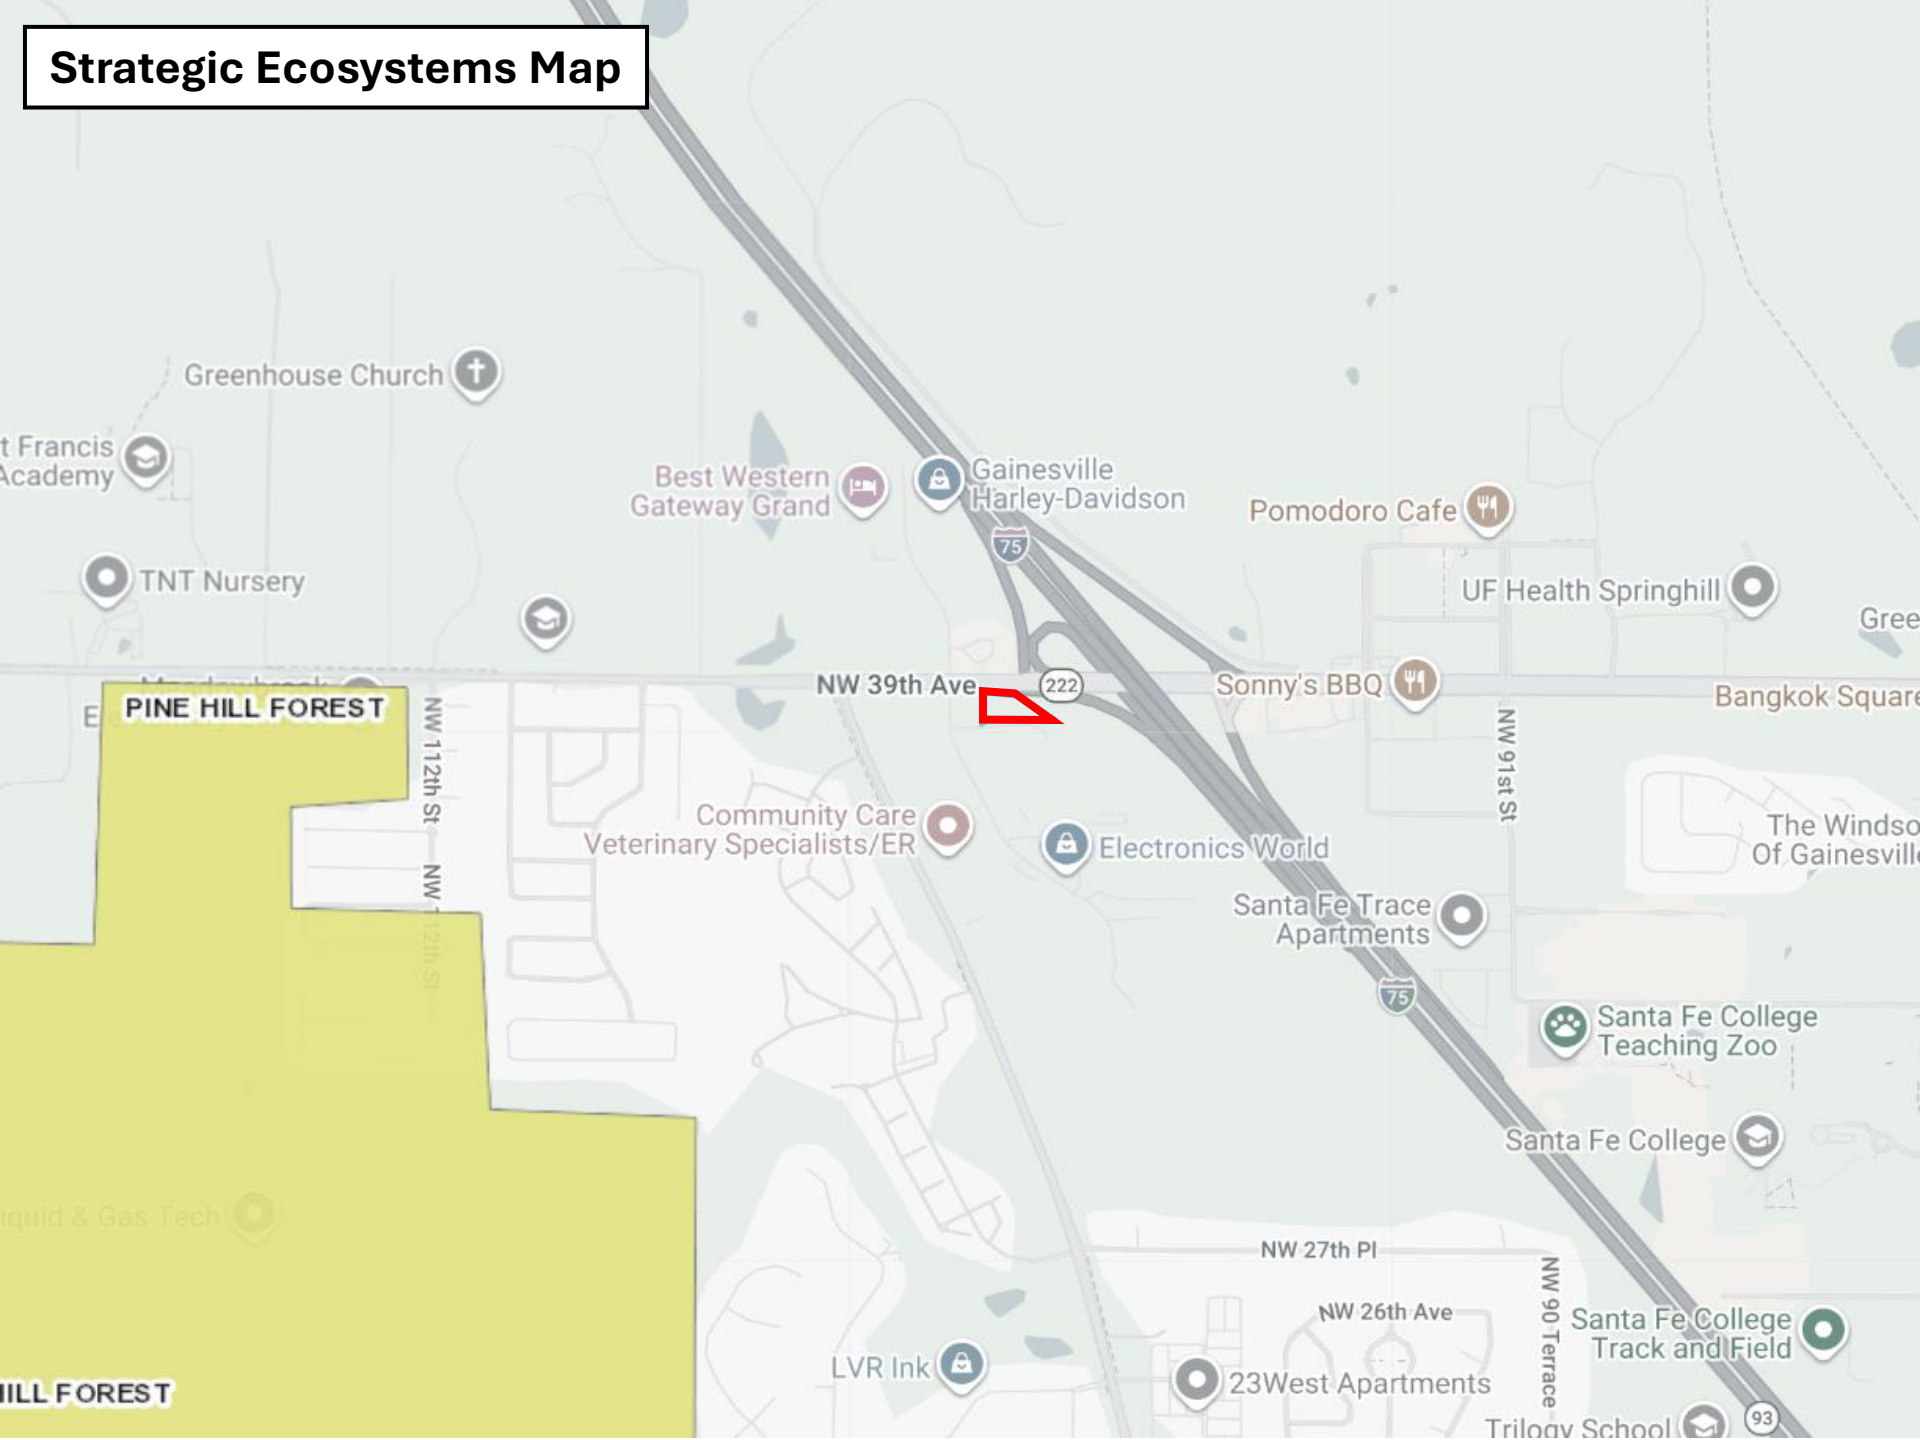 Strategic Ecosystems Map
Greenhouse Church
t Francis
Academy
Best Western
Gateway Grand
Gainesville
Harley-Davidson
75
Pomodoro Cafe
TNT Nursery
UF Health Springhill
Gree
NW 39th Ave
222
Sonny's BBQ
Bangkok Square
Meadowbrook
E
PINE HILL FOREST
NW 112th St
NW 91st St
Community Care
Veterinary Specialists/ER
Electronics World
The Windso
Of Gainesville
NW 112th St
Santa Fe Trace
Apartments
75
Santa Fe College
Teaching Zoo
Santa Fe College
iquid & Gas Tech
NW 27th Pl
NW 90 Terrace
NW 26th Ave
Santa Fe College
Track and Field
LVR Ink
23West Apartments
HILL FOREST
Trilogy School
93